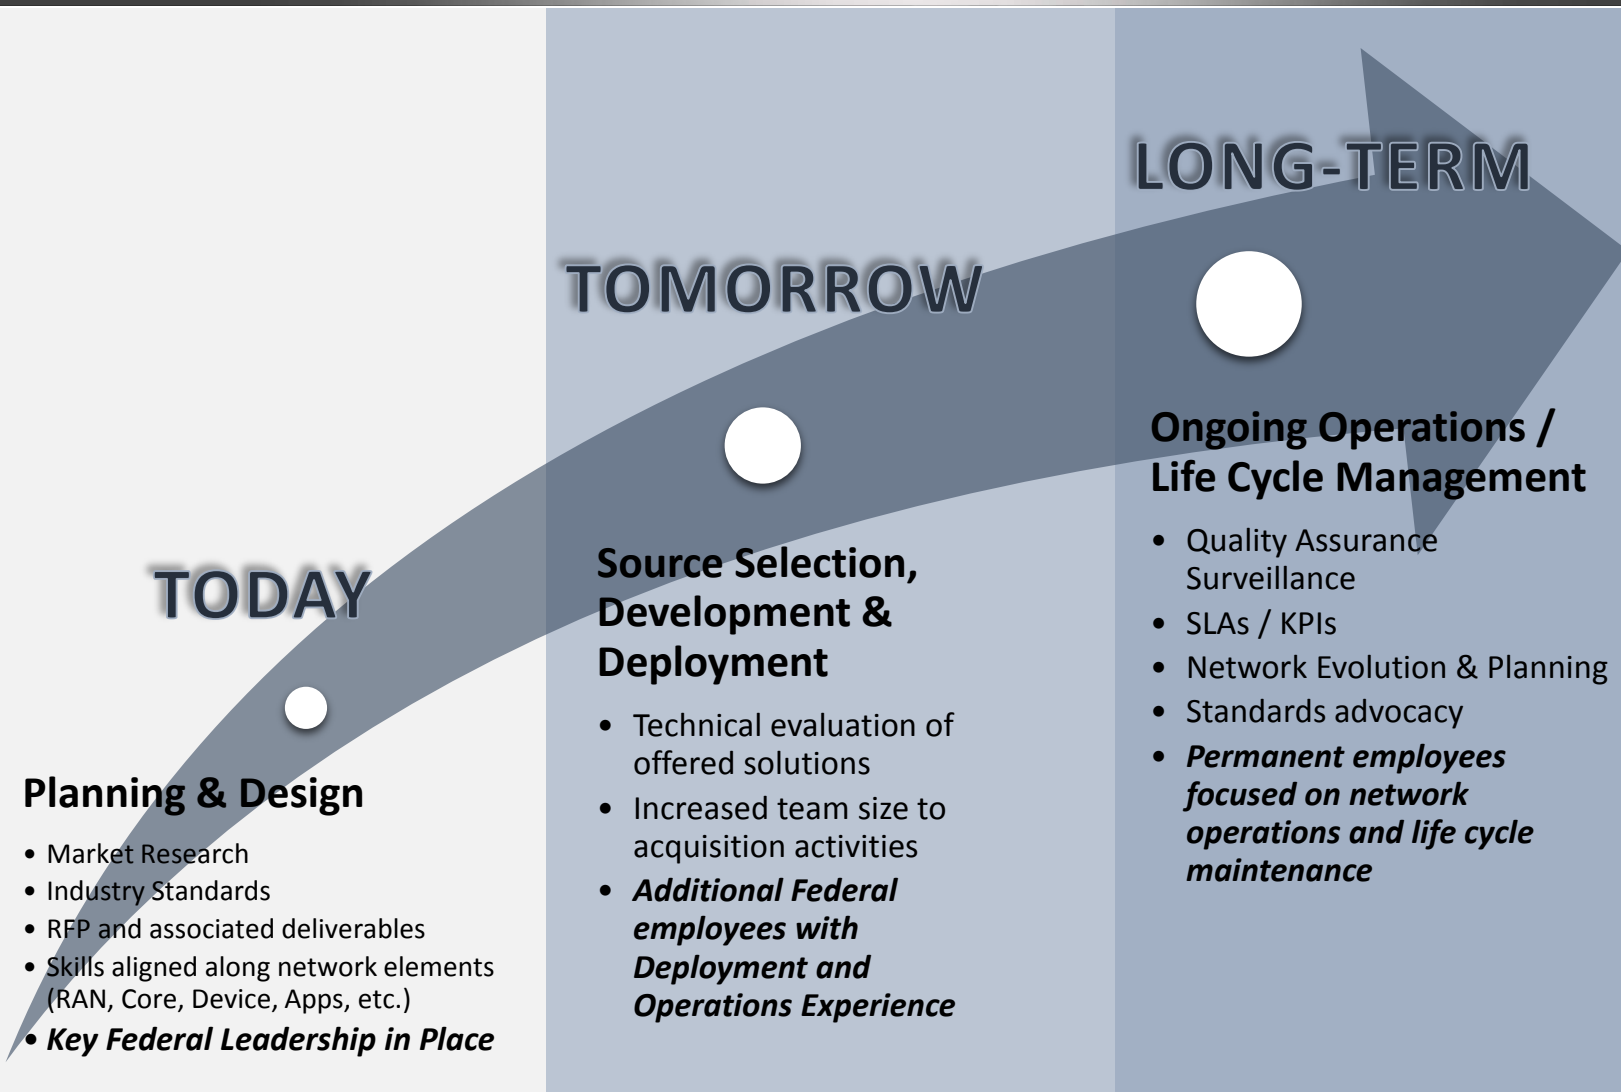 TODAY
Planning & Design
• Market Research
• Industry Standards
• RFP and associated deliverables
• Skills aligned along network elements
(RAN, Core, Device, Apps, etc.)
• Key Federal Leadership in Place
TOMORROW
Source Selection,
Development &
Deployment
• Technical evaluation of
offered solutions
• Increased team size to
acquisition activities
• Additional Federal
employees with
Deployment and
Operations Experience
LONG-TERM
Ongoing Operations /
Life Cycle Management
• Quality Assurance
Surveillance
• SLAs / KPIs
• Network Evolution & Planning
• Standards advocacy
• Permanent employees
focused on network
operations and life cycle
maintenance